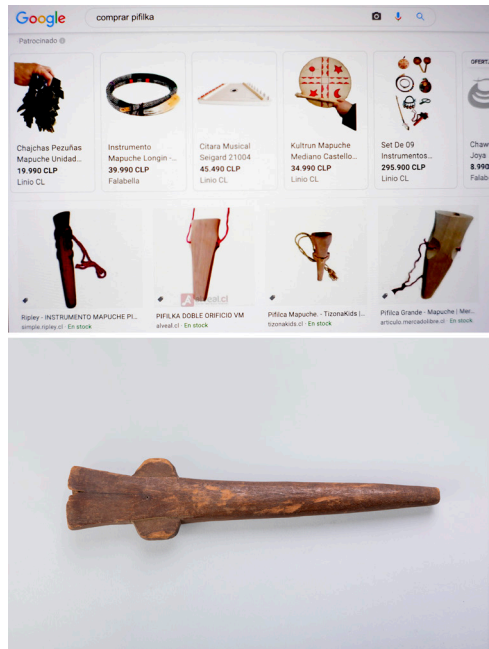 Google comprar pifilka
Patrocinado
OFERT
Chajchas Pezuñas
Mapuche Unidad...
19.990 CLP
Linio CL
Instrumento
Mapuche Longin -...
39.990 CLP
Falabella
Citara Musical
Seigard 21004
45.490 CLP
Linio CL
Kultrun Mapuche
Mediano Castello...
34.990 CLP
Linio CL
Set De 09
Instrumentos...
295.900 CLP
Linio CL
Chaw
Joya
8.990
Falab
alveal.cl
Ripley - INSTRUMENTO MAPUCHE PI...
simple.ripley.cl · En stock
PIFILKA DOBLE ORIFICIO VM
alveal.cl · En stock
Pifilca Mapuche. - TizonaKids |...
tizonakids.cl · En stock
Pifilca Grande - Mapuche | Mer...
articulo.mercadolibre.cl · En stock